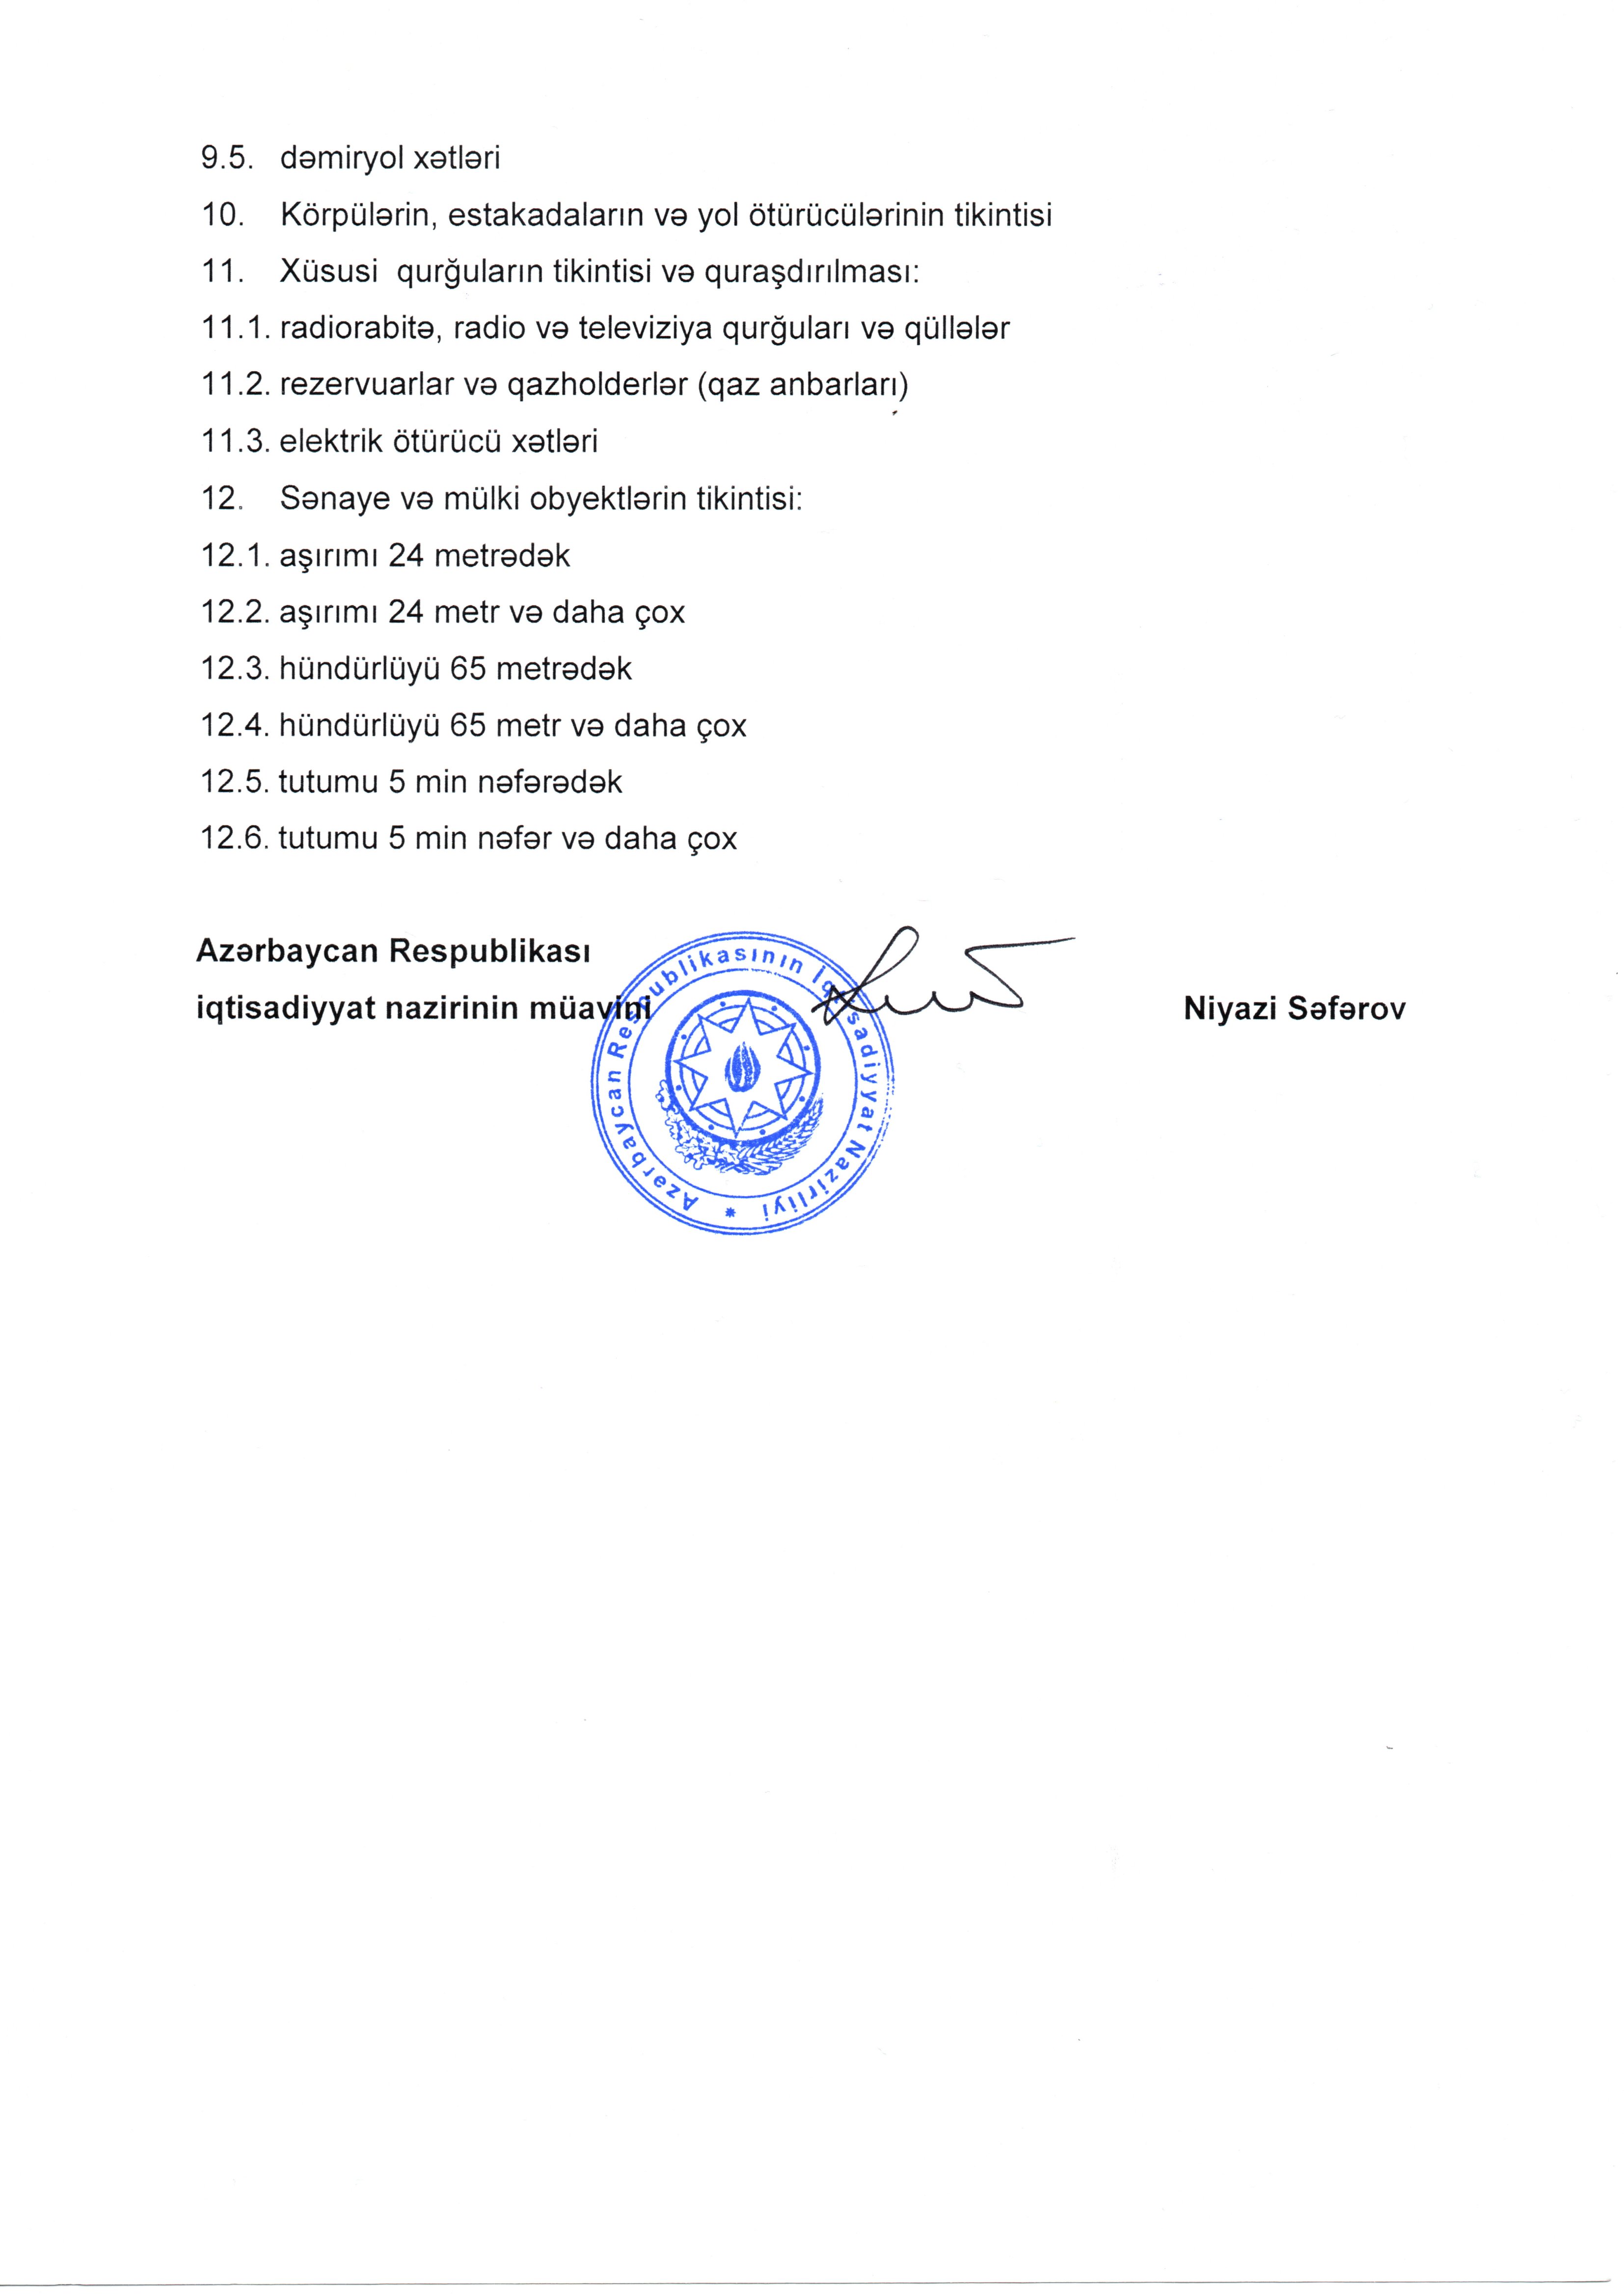 9.5. dəmiryol xətləri
10. Körpülərin, estakadaların və yol ötürücülərinin tikintisi
11. Xüsusi qurğuların tikintisi və quraşdırılması:
11.1. radiorabitə, radio və televiziya qurğuları və qüllələr
11.2. rezervuarlar və qazholderlər (qaz anbarları)
11.3. elektrik ötürücü xətləri
12. Sənaye və mülki obyektlərin tikintisi:
12.1. aşırımı 24 metrədək
12.2. aşırımı 24 metr və daha çox
12.3. hündürlüyü 65 metrədək
12.4. hündürlüyü 65 metr və daha çox
12.5. tutumu 5 min nəfərədək
12.6. tutumu 5 min nəfər və daha çox
Azərbaycan Respublikası
iqtisadiyyat nazirinin müavini Niyazi Səfərov
Azərbaycan Respublikasının İqtisadiyyat Nazirliyi